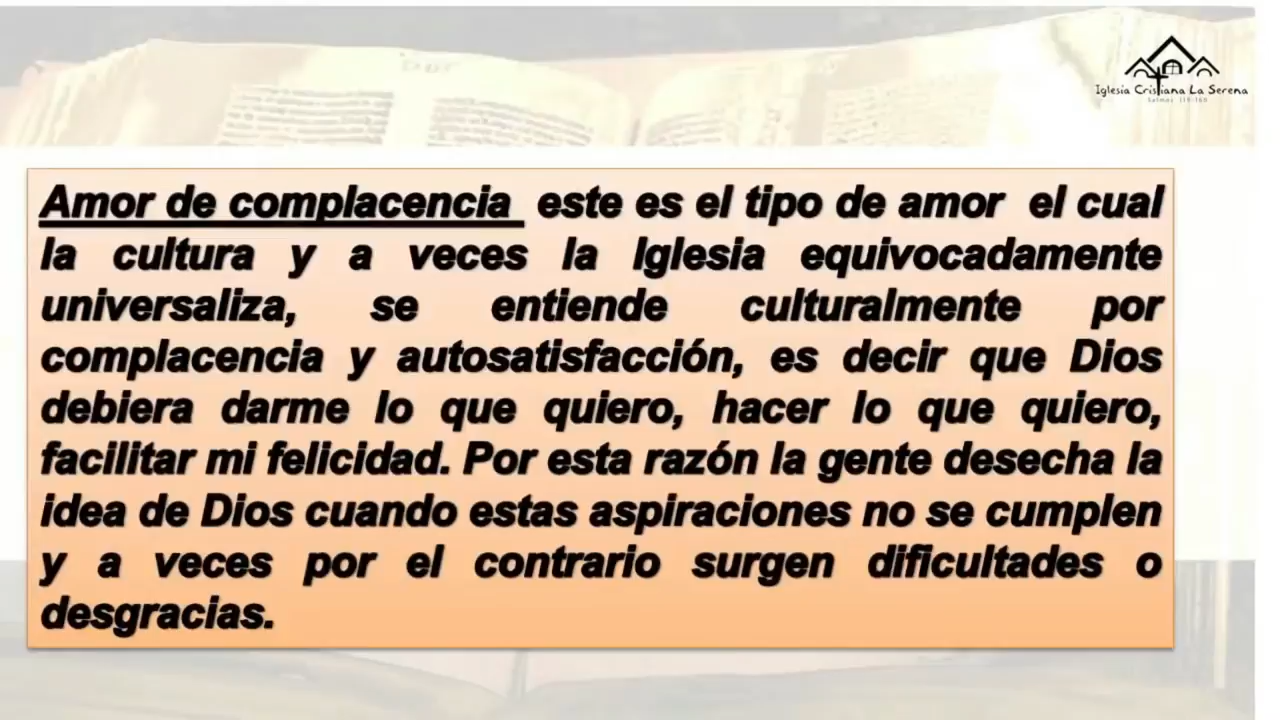 Iglesia Cristiana La Serena
Salmos 119:160
Amor de complacencia este es el tipo de amor el cual
la cultura y a veces la Iglesia equivocadamente
universaliza, se entiende culturalmente por
complacencia y autosatisfacción, es decir que Dios
debiera darme lo que quiero, hacer lo que quiero,
facilitar mi felicidad. Por esta razón la gente desecha la
idea de Dios cuando estas aspiraciones no se cumplen
y a veces por el contrario surgen dificultades o
desgracias.